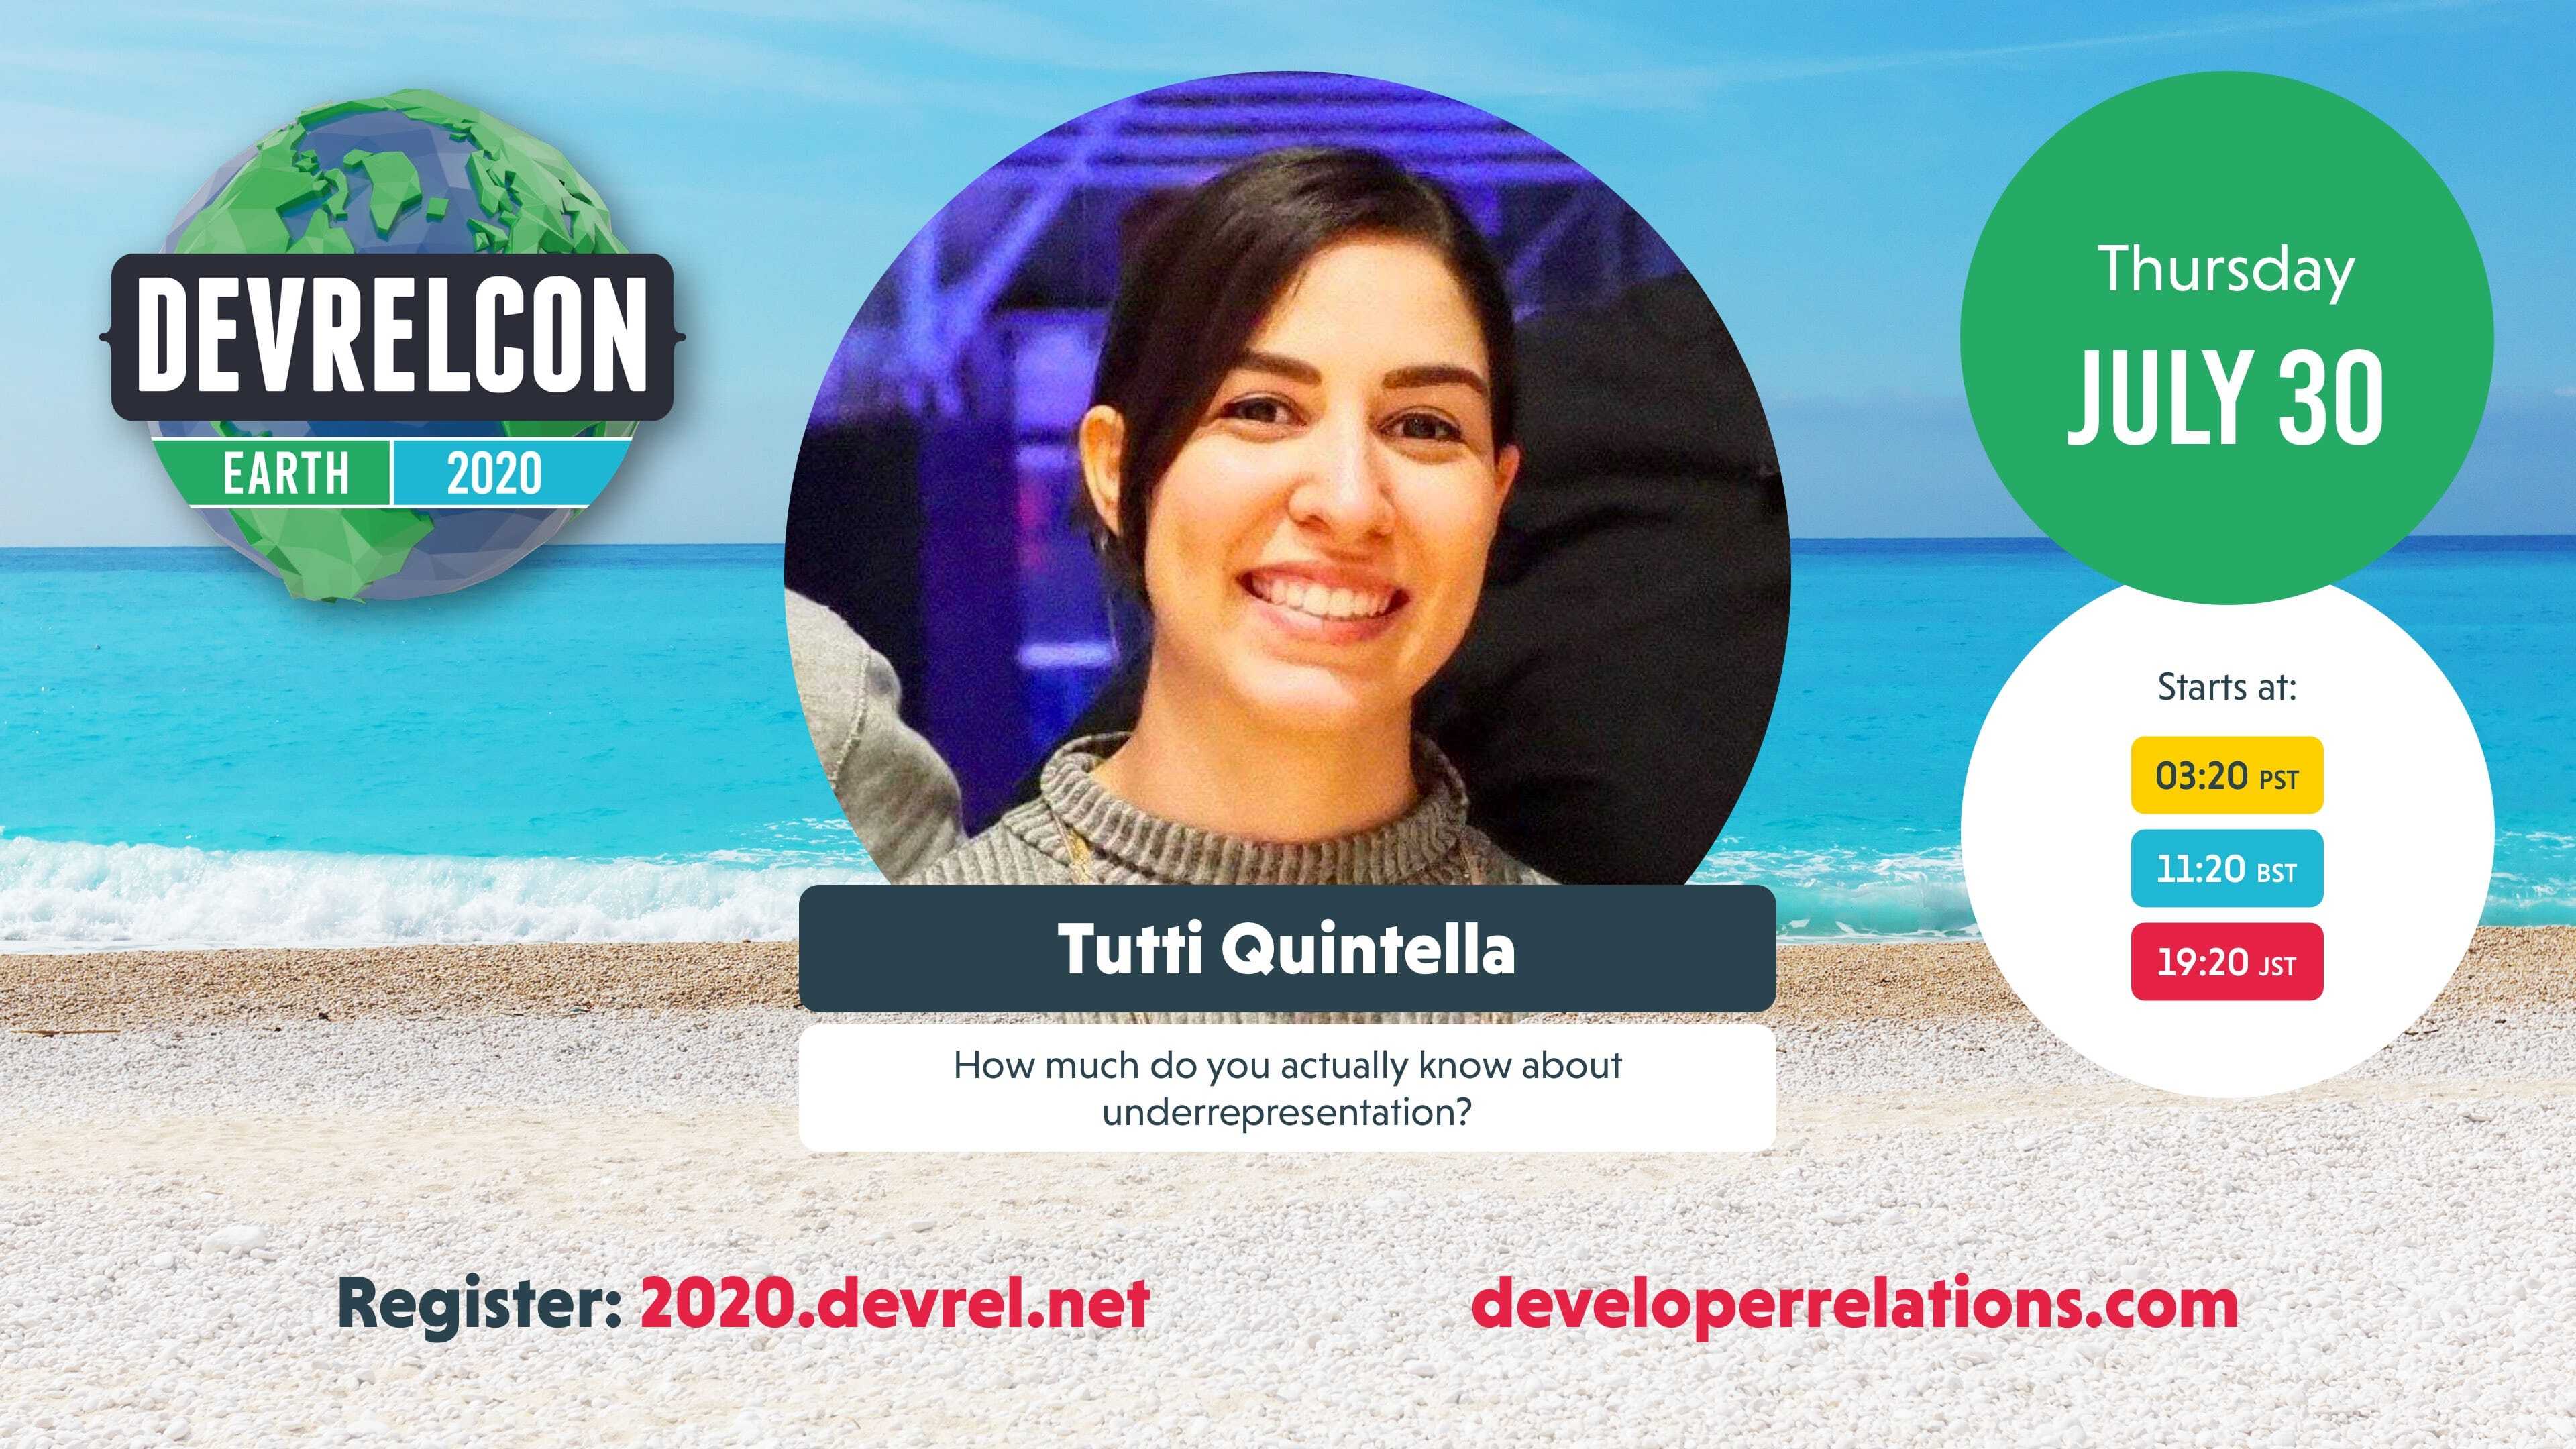 DEVRELCON
EARTH 2020
Thursday
JULY 30
Starts at:
03:20 PST
11:20 BST
19:20 JST
Tutti Quintella
How much do you actually know about
underrepresentation?
Register: 2020.devrel.net
developerrelations.com